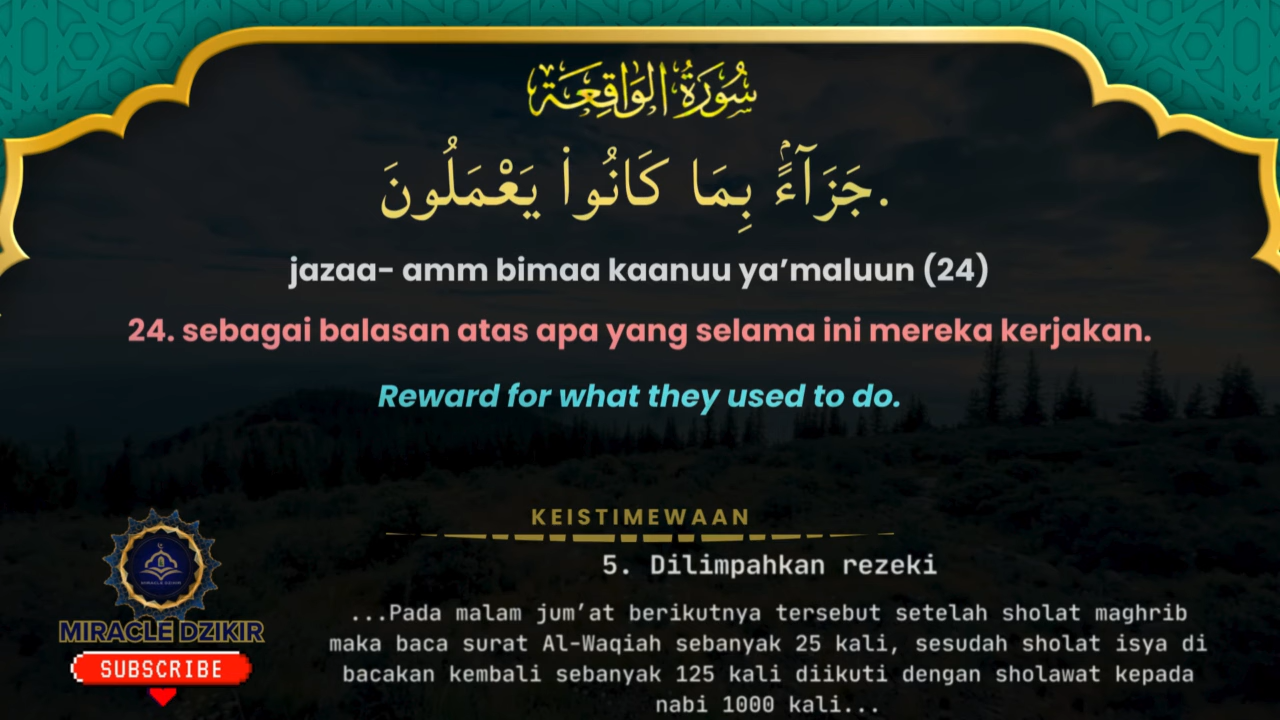 سُورَةُ الوَاقِعَة
جَزَآءًۢ بِمَا كَانُوا۟ يَعْمَلُونَ.
jazaa- amm bimaa kaanuu ya’maluun (24)
24. sebagai balasan atas apa yang selama ini mereka kerjakan.
Reward for what they used to do.
KEISTIMEWAAN
5. Dilimpahkan rezeki
...Pada malam jum’at berikutnya tersebut setelah sholat maghrib
maka baca surat Al-Waqiah sebanyak 25 kali, sesudah sholat isya di
bacakan kembali sebanyak 125 kali diikuti dengan sholawat kepada
nabi 1000 kali...
MIRACLE DZIKIR
MIRACLE DZIKIR
SUBSCRIBE